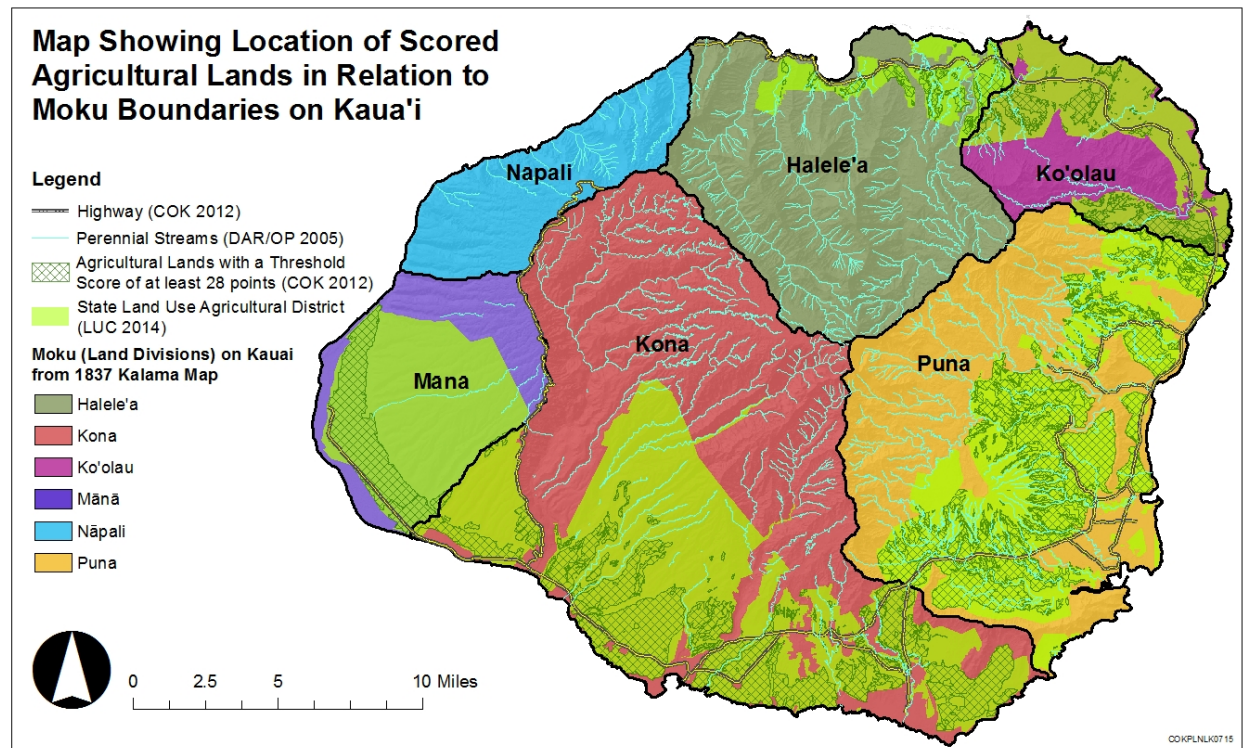 Map Showing Location of Scored
Agricultural Lands in Relation to
Moku Boundaries on Kaua'i
Legend
Highway (COK 2012)
Perennial Streams (DAR/OP 2005)
Agricultural Lands with a Threshold
Score of at least 28 points (COK 2012)
State Land Use Agricultural District
(LUC 2014)
Moku (Land Divisions) on Kauai
from 1837 Kalama Map
Halele'a
Kona
Ko'olau
Mānā
Nāpali
Puna
0 2.5 5 10 Miles
Napali
Halele'a
Ko'olau
Kona
Puna
Mana
COKPLNLK0715